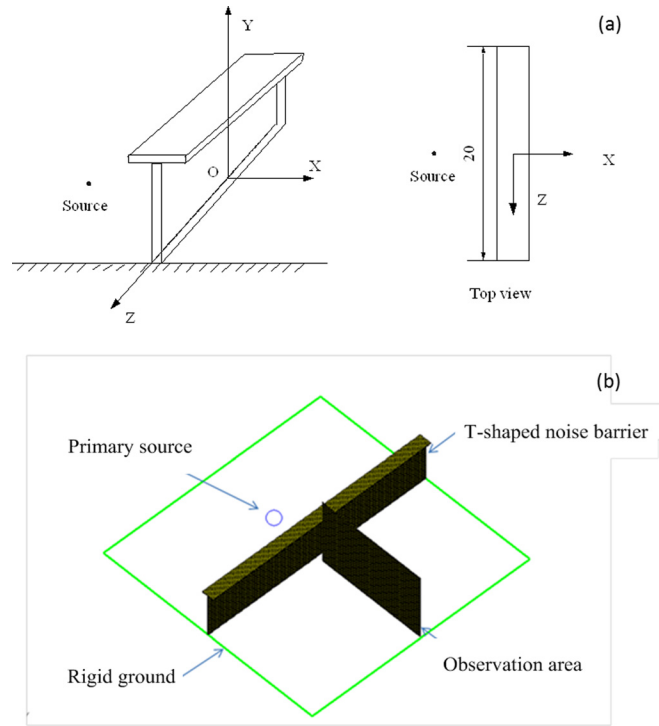 (a)
Y
X
O
Source
Z
20
Source
X
Z
Top view
(b)
Primary source
T-shaped noise barrier
Rigid ground
Observation area